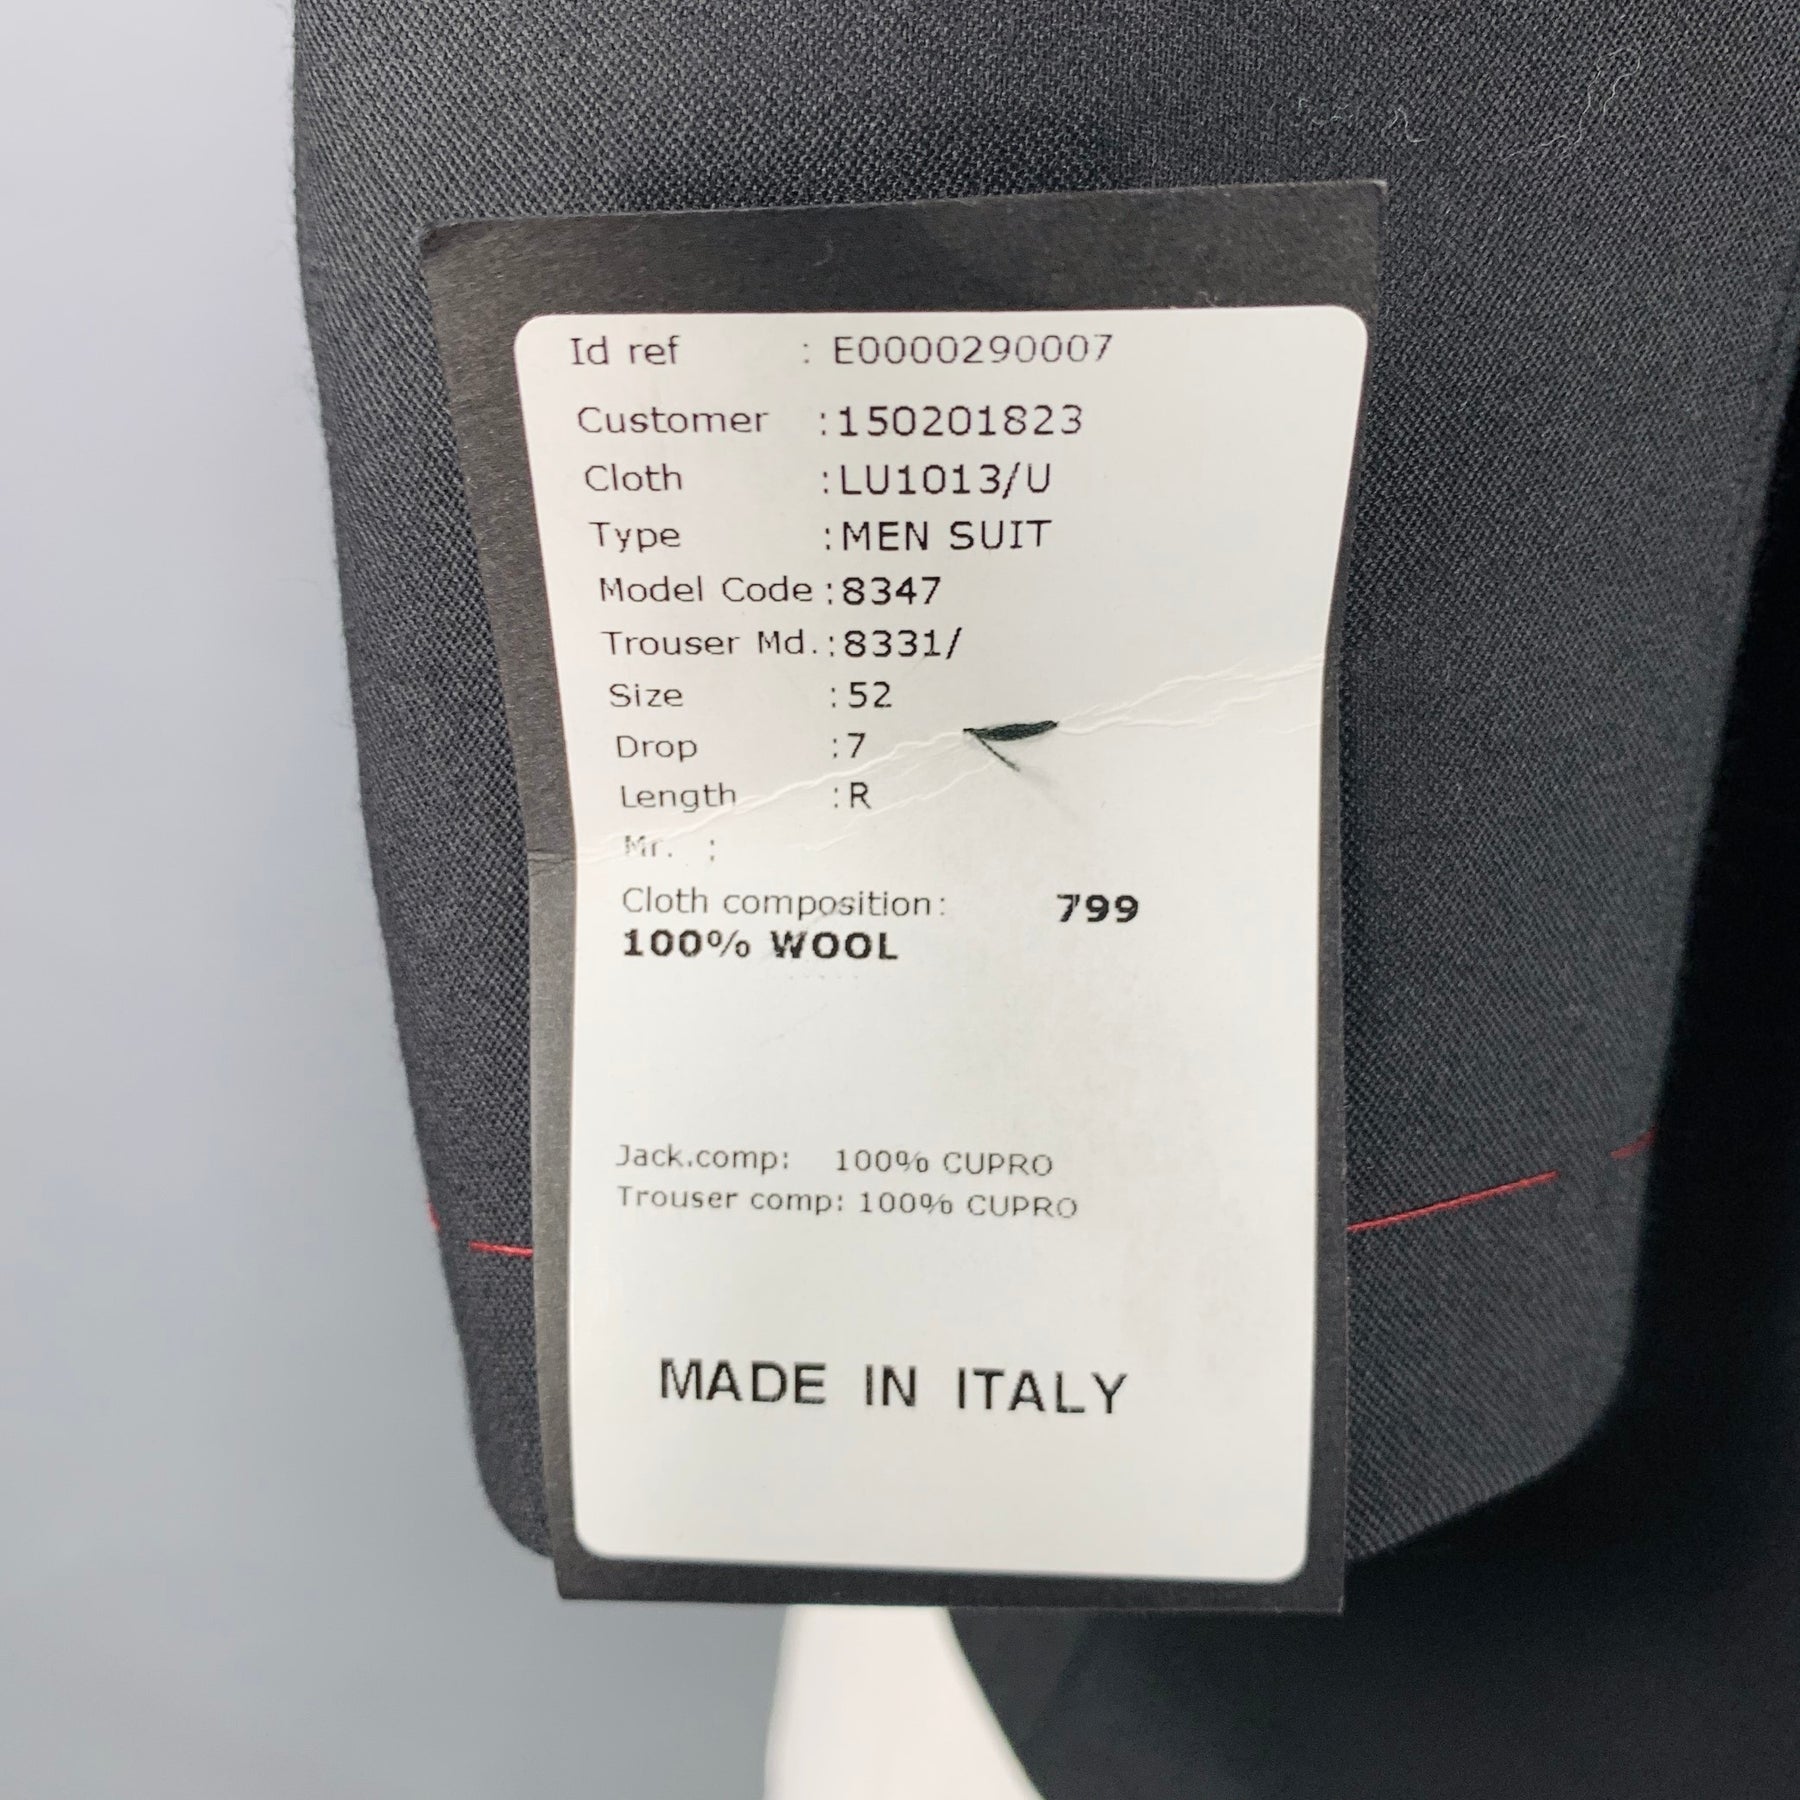 Id ref : E0000290007
Customer :150201823
Cloth :LU1013/U
Type :MEN SUIT
Model Code :8347
Trouser Md. :8331/
Size :52
Drop :7
Length :R
Mr. :
Cloth composition: 799
100% WOOL
Jack.comp: 100% CUPRO
Trouser comp: 100% CUPRO
MADE IN ITALY